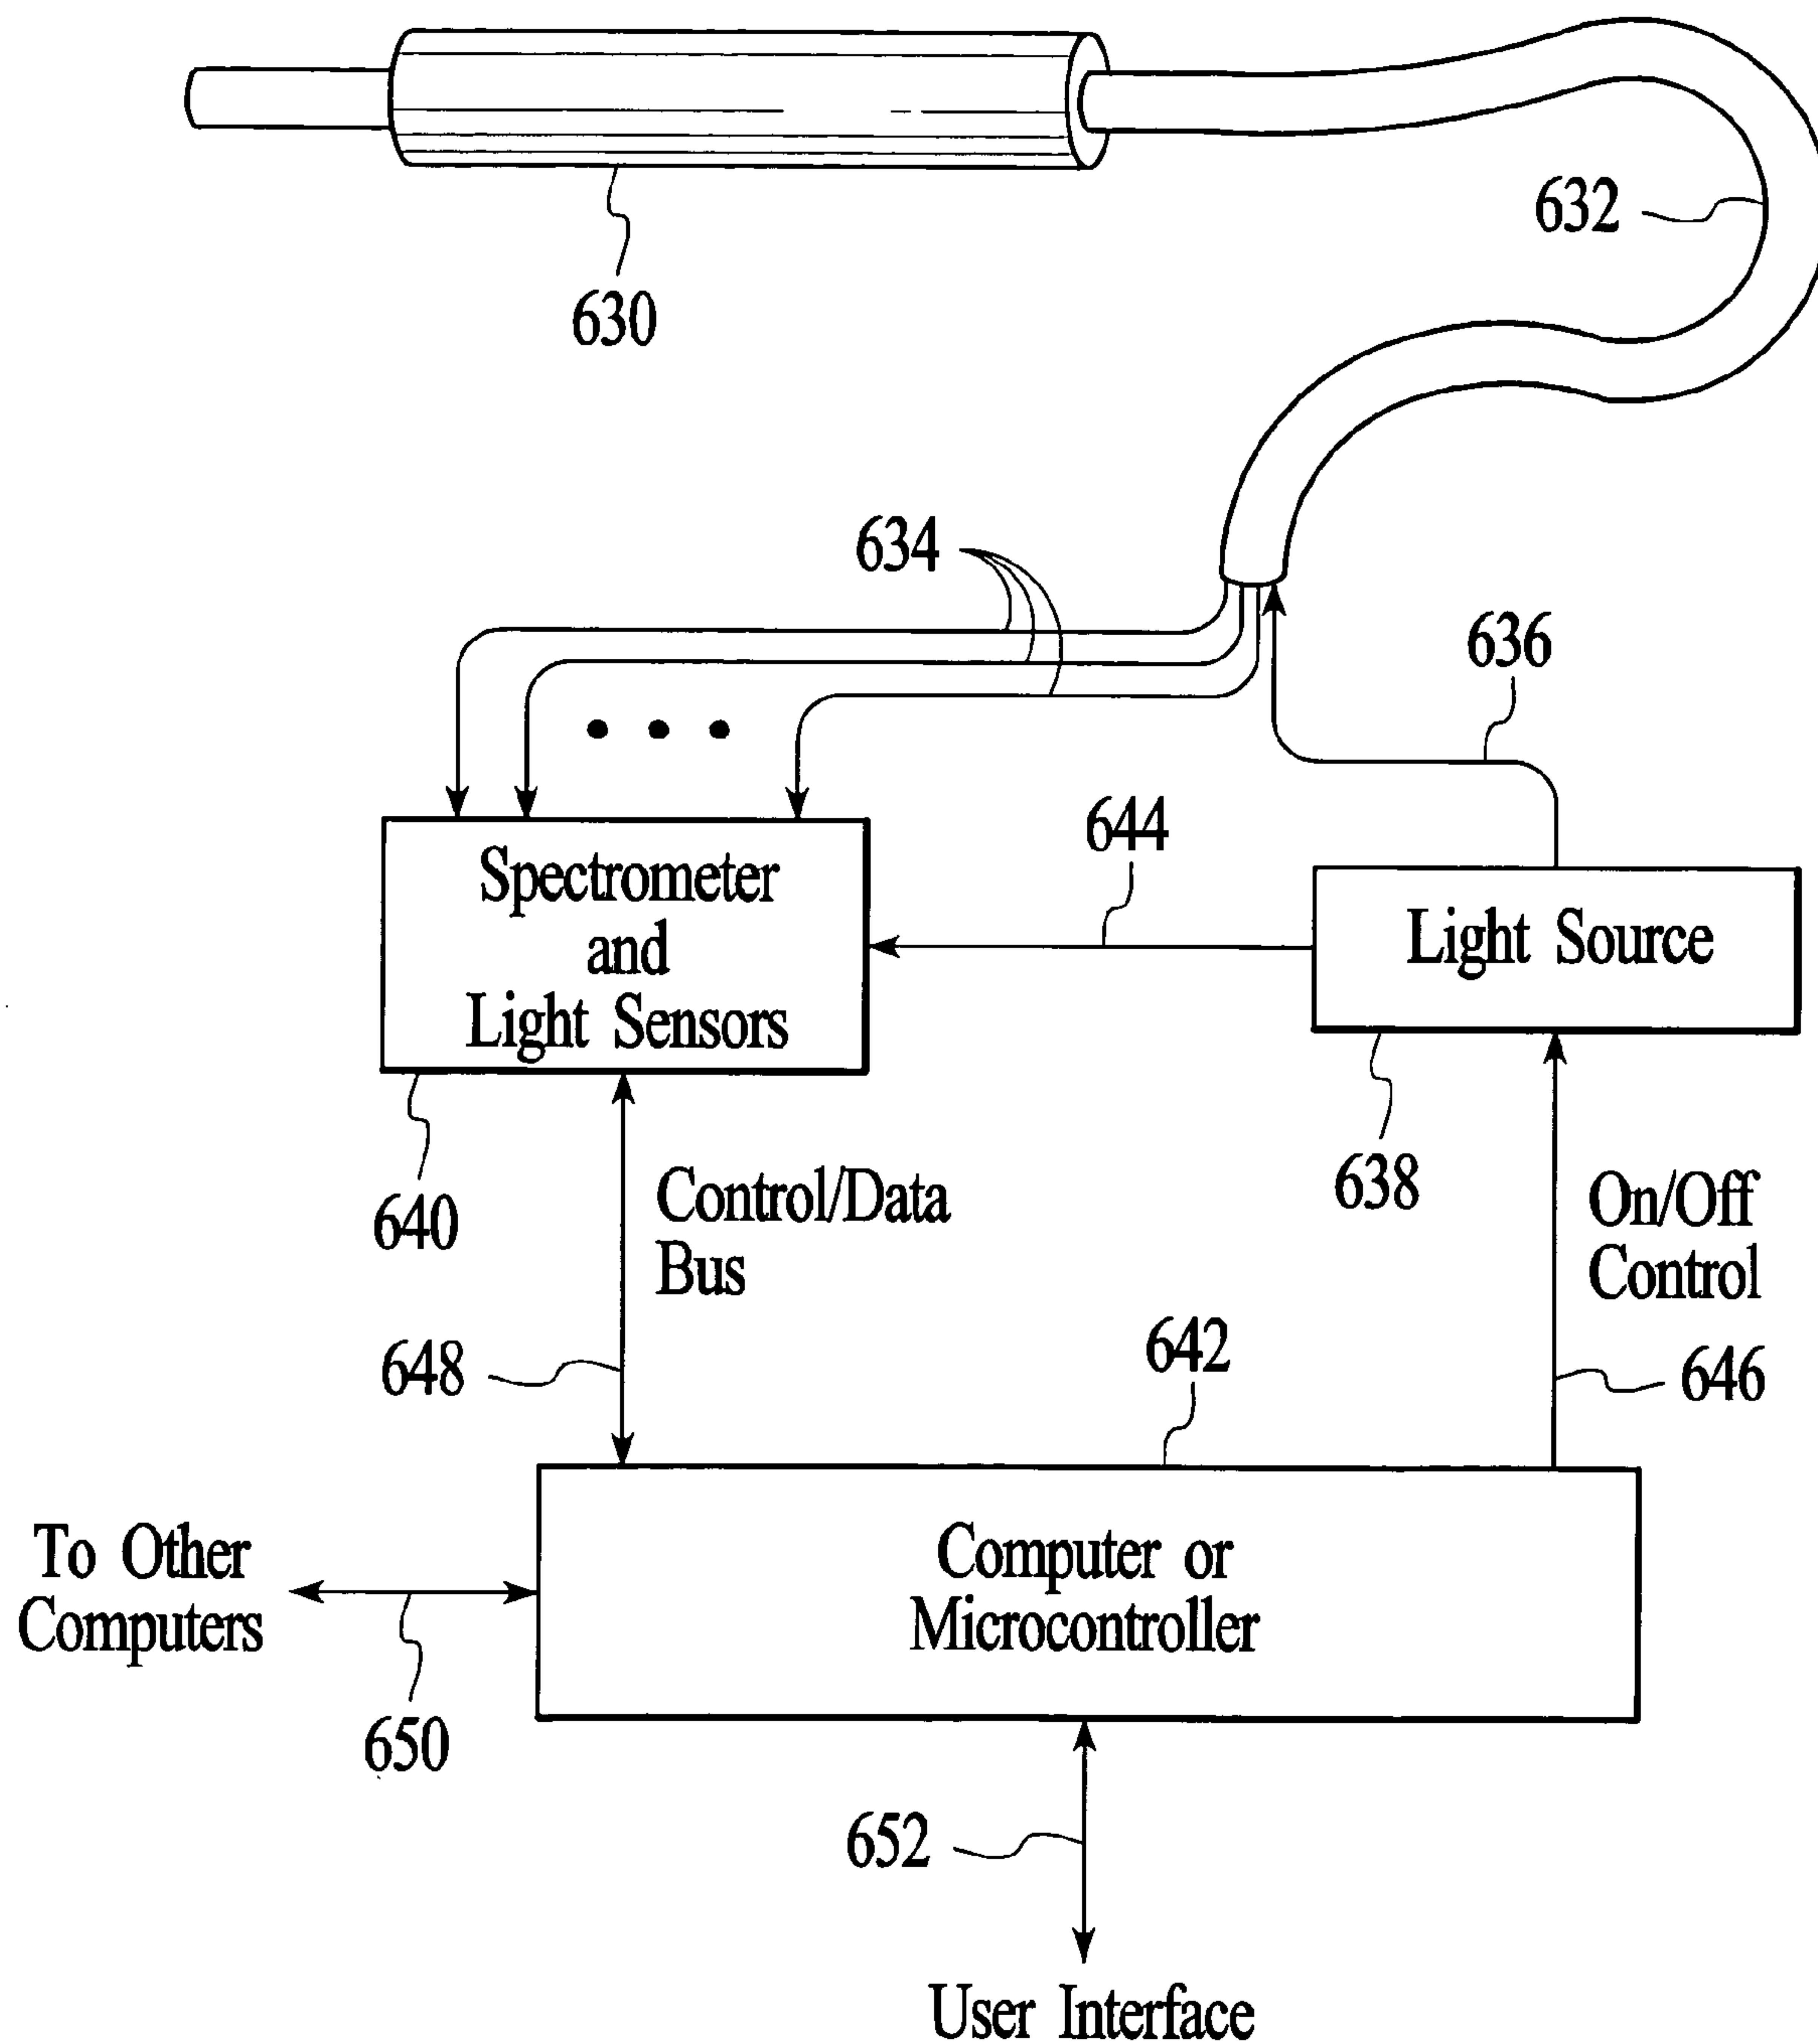 632
630
634
636
644
Spectrometer
and
Light Sensors
Light Source
640
638
Control/Data
Bus
On/Off
Control
648
642
646
To Other
Computers
Computer or
Microcontroller
650
652
User Interface